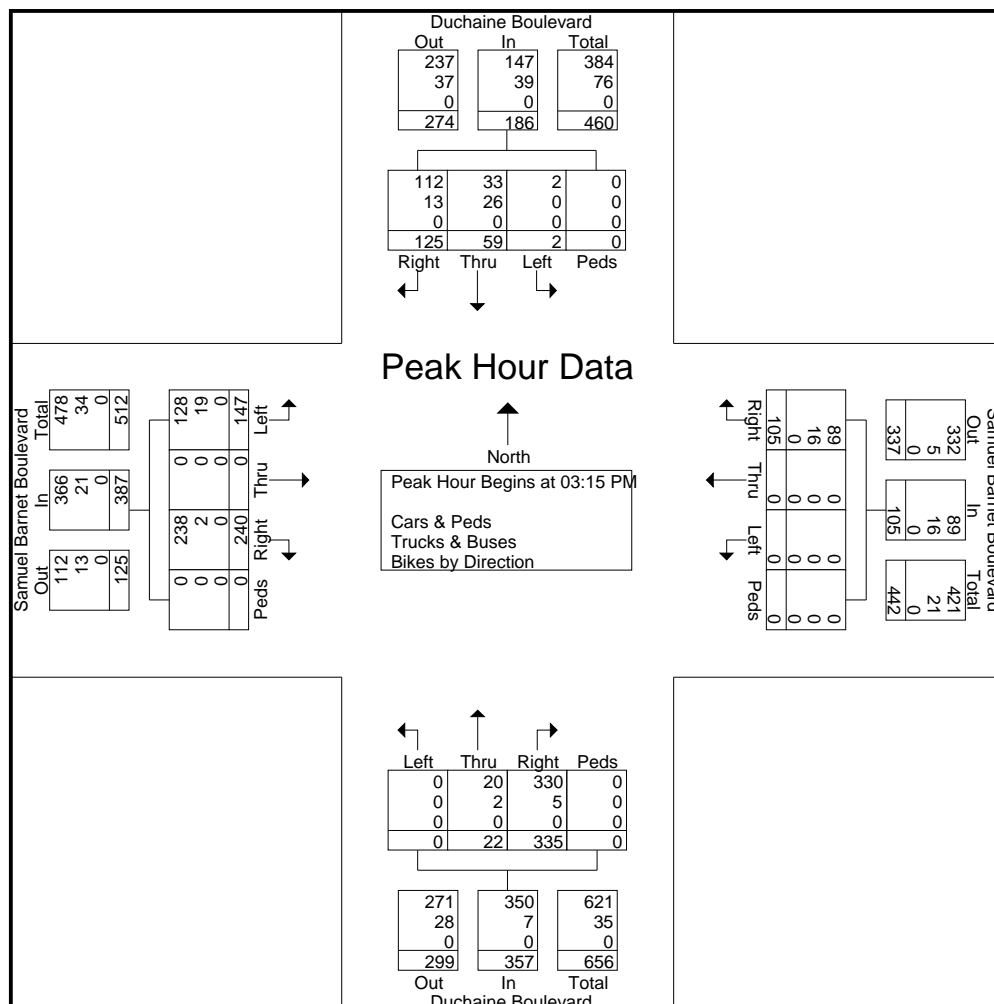 Duchaine Boulevard
Out In Total
237 147 384
37 39 76
0 0 0
274 186 460
112 33 2 0
13 26 0 0
0 0 0 0
125 59 2 0
Right Thru Left Peds
Peak Hour Data
North
Peak Hour Begins at 03:15 PM
Cars & Peds
Trucks & Buses
Bikes by Direction
Samuel Barnet Boulevard
Out In Total
112 366 478
13 21 34
0 0 0
125 387 512
0 238 0 128
0 2 0 19
0 0 0 0
0 240 0 147
Peds Right Thru Left
Samuel Barnet Boulevard
Out In Total
332 89 421
5 16 21
0 0 0
337 105 442
89 0 0 0
16 0 0 0
0 0 0 0
105 0 0 0
Right Thru Left Peds
Left Thru Right Peds
0 20 330 0
0 2 5 0
0 0 0 0
0 22 335 0
271 350 621
28 7 35
0 0 0
299 357 656
Out In Total
Duchaine Boulevard